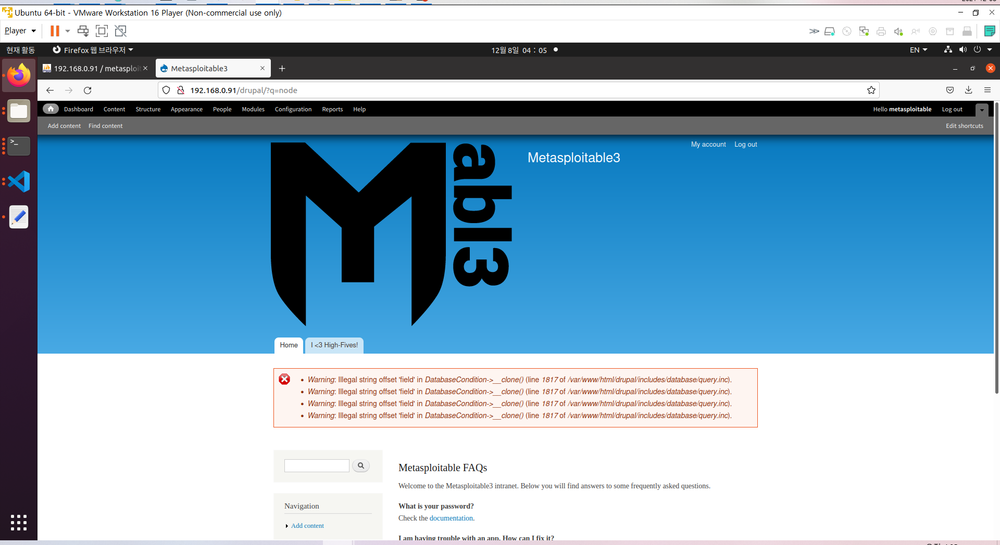 Ubuntu 64-bit - VMware Workstation 16 Player (Non-commercial use only)
Player
현재 활동 Firefox 웹 브라우저 12월 8일 04 : 05 EN
192.168.0.91 / metasploi Metasploitable3
192.168.0.91/drupal/?q=node
Dashboard Content Structure Appearance People Modules Configuration Reports Help Hello metasploitable Log out
Add content Find content Edit shortcuts
My account Log out
Metasploitable3
abl3
Home I <3 High-Fives!
Warning: Illegal string offset 'field' in DatabaseCondition->__clone() (line 1817 of /var/www/html/drupal/includes/database/query.inc).
Warning: Illegal string offset 'field' in DatabaseCondition->__clone() (line 1817 of /var/www/html/drupal/includes/database/query.inc).
Warning: Illegal string offset 'field' in DatabaseCondition->__clone() (line 1817 of /var/www/html/drupal/includes/database/query.inc).
Warning: Illegal string offset 'field' in DatabaseCondition->__clone() (line 1817 of /var/www/html/drupal/includes/database/query.inc).
Metasploitable FAQs
Welcome to the Metasploitable3 intranet. Below you will find answers to some frequently asked questions.
Navigation
What is your password?
Check the documentation.
Add content
I am having trouble with an app. How can I fix it?